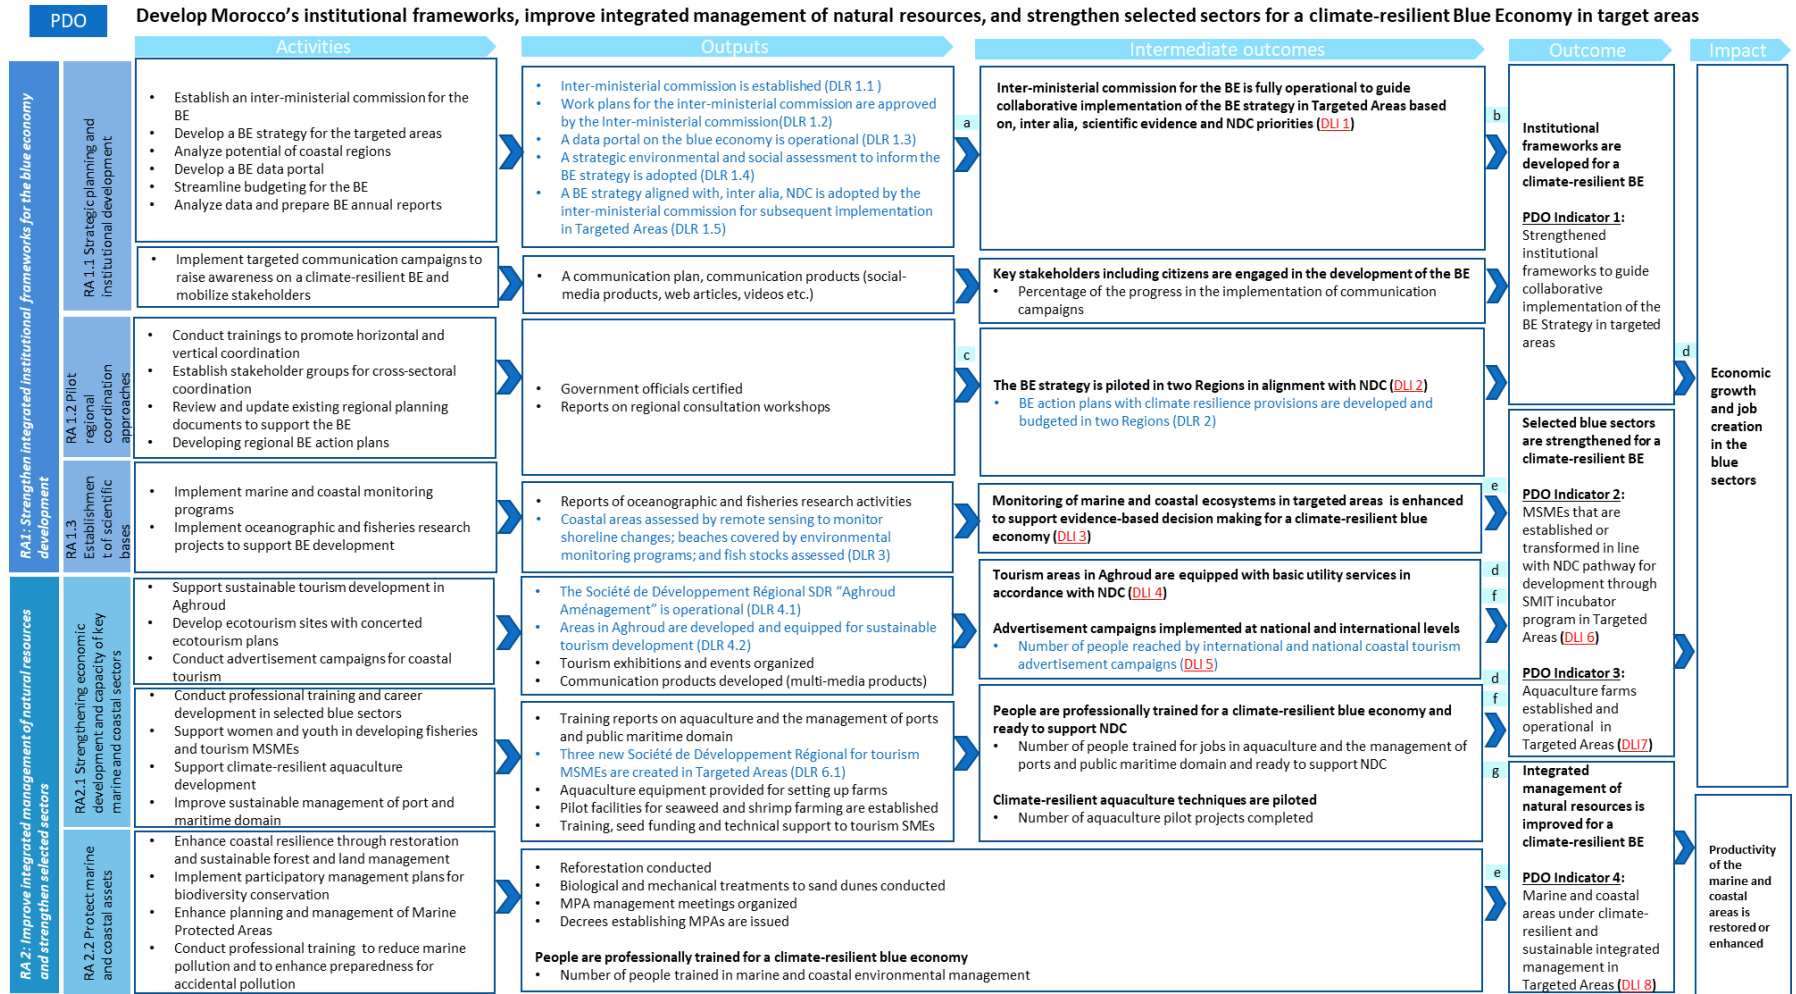 PDO
Develop Morocco's institutional frameworks, improve integrated management of natural resources, and strengthen selected sectors for a climate-resilient Blue Economy in target areas
Activities
Outputs
Intermediate outcomes
Outcome
Impact
RA1: Strengthen integrated institutional frameworks for the blue economy
development
RA 1.1 Strategic planning and
institutional development
• Establish an inter-ministerial commission for the
BE
• Develop a BE strategy for the targeted areas
• Analyze potential of coastal regions
• Develop a BE data portal
• Streamline budgeting for the BE
• Analyze data and prepare BE annual reports
• Inter-ministerial commission is established (DLR 1.1 )
• Work plans for the inter-ministerial commission are approved
by the Inter-ministerial commission(DLR 1.2)
• A data portal on the blue economy is operational (DLR 1.3)
• A strategic environmental and social assessment to inform the
BE strategy is adopted (DLR 1.4)
• A BE strategy aligned with, inter alia, NDC is adopted by the
inter-ministerial commission for subsequent implementation
in Targeted Areas (DLR 1.5)
a
Inter-ministerial commission for the BE is fully operational to guide
collaborative implementation of the BE strategy in Targeted Areas based
on, inter alia, scientific evidence and NDC priorities (DLI 1)
b
• Implement targeted communication campaigns to
raise awareness on a climate-resilient BE and
mobilize stakeholders
• A communication plan, communication products (social-
media products, web articles, videos etc.)
Key stakeholders including citizens are engaged in the development of the BE
• Percentage of the progress in the implementation of communication
campaigns
RA 1.2 Pilot
regional
coordination
approaches
• Conduct trainings to promote horizontal and
vertical coordination
• Establish stakeholder groups for cross-sectoral
coordination
• Review and update existing regional planning
documents to support the BE
• Developing regional BE action plans
• Government officials certified
• Reports on regional consultation workshops
c
The BE strategy is piloted in two Regions in alignment with NDC (DLI 2)
• BE action plans with climate resilience provisions are developed and
budgeted in two Regions (DLR 2)
RA 1.3
Establishmen
t of scientific
bases
• Implement marine and coastal monitoring
programs
• Implement oceanographic and fisheries research
projects to support BE development
• Reports of oceanographic and fisheries research activities
• Coastal areas assessed by remote sensing to monitor
shoreline changes; beaches covered by environmental
monitoring programs; and fish stocks assessed (DLR 3)
Monitoring of marine and coastal ecosystems in targeted areas is enhanced
to support evidence-based decision making for a climate-resilient blue
economy (DLI 3)
e
RA 2: Improve integrated management of natural resources
and strengthen selected sectors
RA2.1 Strengthening economic
development and capacity of key
marine and coastal sectors
• Support sustainable tourism development in
Aghroud
• Develop ecotourism sites with concerted
ecotourism plans
• Conduct advertisement campaigns for coastal
tourism
• The Société de Développement Régional SDR "Aghroud
Aménagement" is operational (DLR 4.1)
• Areas in Aghroud are developed and equipped for sustainable
tourism development (DLR 4.2)
• Tourism exhibitions and events organized
• Communication products developed (multi-media products)
Tourism areas in Aghroud are equipped with basic utility services in
accordance with NDC (DLI 4)
Advertisement campaigns implemented at national and international levels
• Number of people reached by international and national coastal tourism
advertisement campaigns (DLI 5)
d
f
• Conduct professional training and career
development in selected blue sectors
• Support women and youth in developing fisheries
and tourism MSMEs
• Support climate-resilient aquaculture
development
• Improve sustainable management of port and
maritime domain
• Training reports on aquaculture and the management of ports
and public maritime domain
• Three new Société de Développement Régional for tourism
MSMEs are created in Targeted Areas (DLR 6.1)
• Aquaculture equipment provided for setting up farms
• Pilot facilities for seaweed and shrimp farming are established
• Training, seed funding and technical support to tourism SMEs
People are professionally trained for a climate-resilient blue economy and
ready to support NDC
• Number of people trained for jobs in aquaculture and the management of
ports and public maritime domain and ready to support NDC
Climate-resilient aquaculture techniques are piloted
• Number of aquaculture pilot projects completed
d
f
g
RA 2.2 Protect marine
and coastal assets
• Enhance coastal resilience through restoration
and sustainable forest and land management
• Implement participatory management plans for
biodiversity conservation
• Enhance planning and management of Marine
Protected Areas
• Conduct professional training to reduce marine
pollution and to enhance preparedness for
accidental pollution
• Reforestation conducted
• Biological and mechanical treatments to sand dunes conducted
• MPA management meetings organized
• Decrees establishing MPAs are issued
People are professionally trained for a climate-resilient blue economy
• Number of people trained in marine and coastal environmental management
e
Institutional
frameworks are
developed for a
climate-resilient BE
PDO Indicator 1:
Strengthened
institutional
frameworks to guide
collaborative
implementation of the
BE Strategy in targeted
areas
Selected blue sectors
are strengthened for a
climate-resilient BE
PDO Indicator 2:
MSMEs that are
established or
transformed in line
with NDC pathway for
development through
SMIT incubator
program in Targeted
Areas (DLI 6)
PDO Indicator 3:
Aquaculture farms
established and
operational in
Targeted Areas (DLI7)
Integrated
management of
natural resources is
improved for a
climate-resilient BE
PDO Indicator 4:
Marine and coastal
areas under climate-
resilient and
sustainable integrated
management in
Targeted Areas (DLI 8)
d
Economic
growth
and job
creation
in the
blue
sectors
Productivity
of the
marine and
coastal
areas is
restored or
enhanced